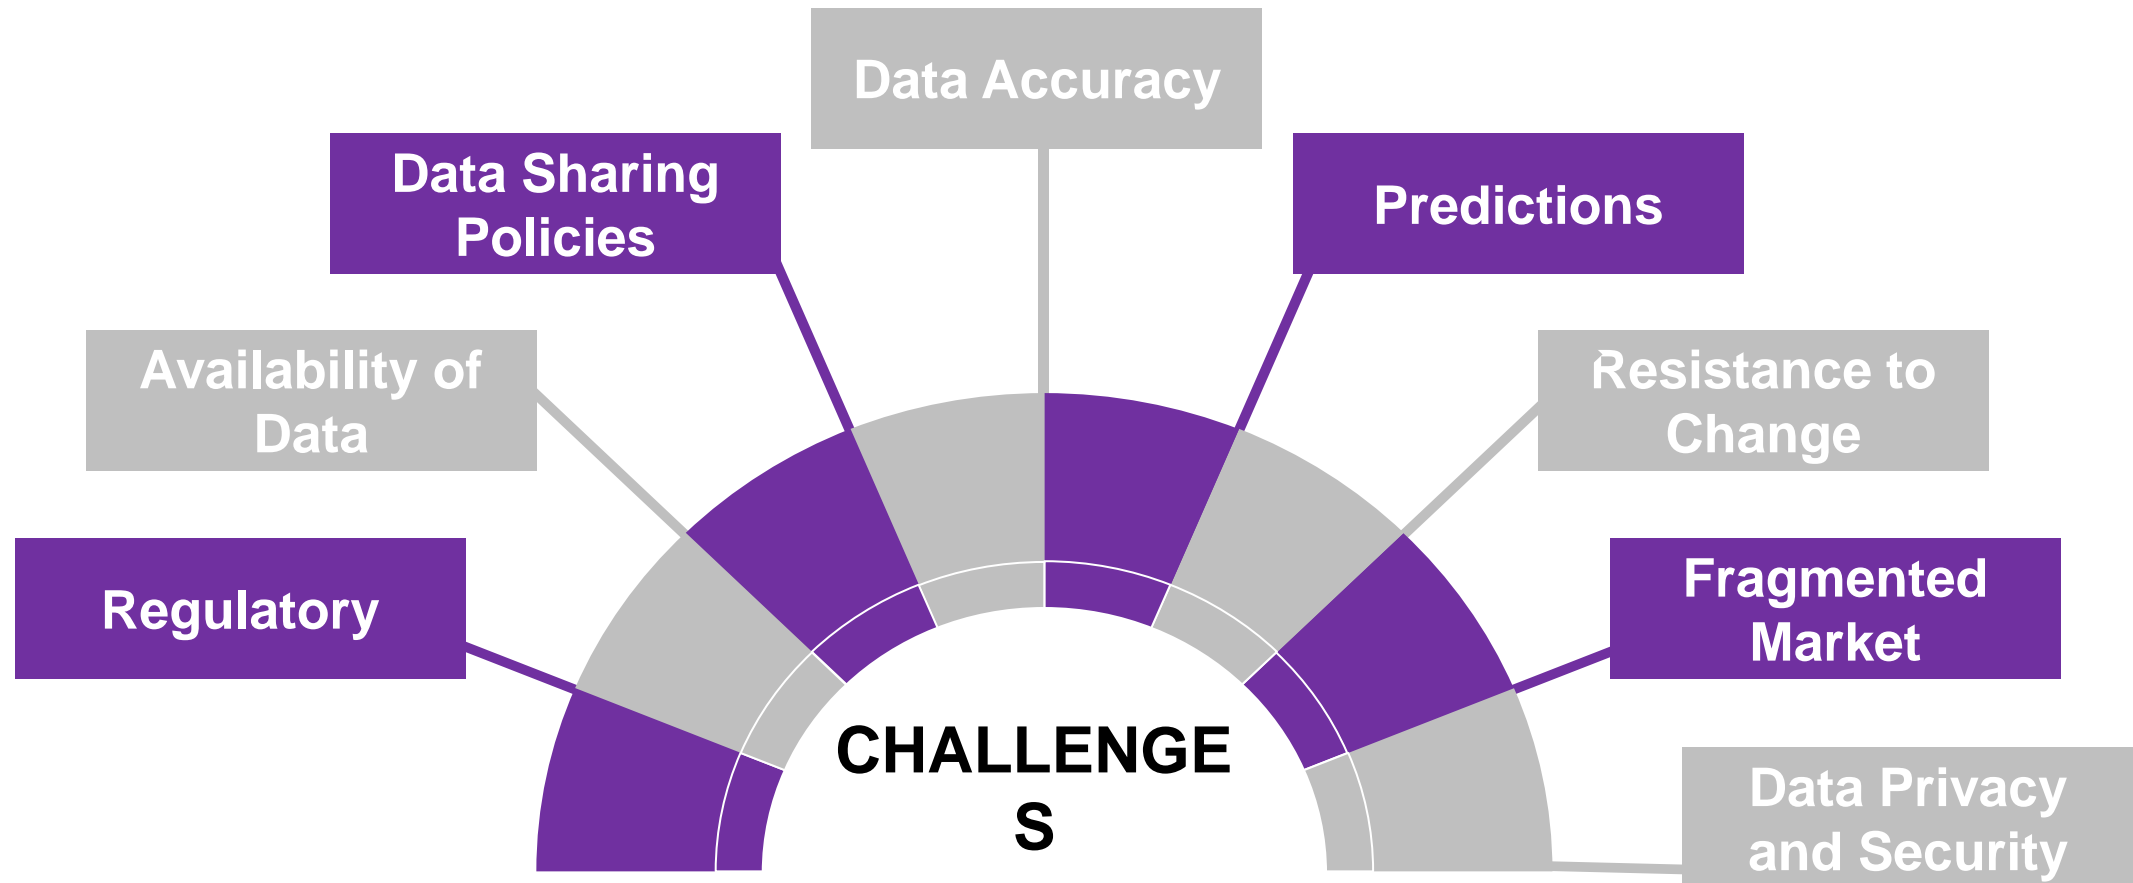 Data Accuracy
Data Sharing
Policies
Predictions
Availability of
Data
Resistance to
Change
Regulatory
Fragmented
Market
CHALLENGE
S
Data Privacy
and Security